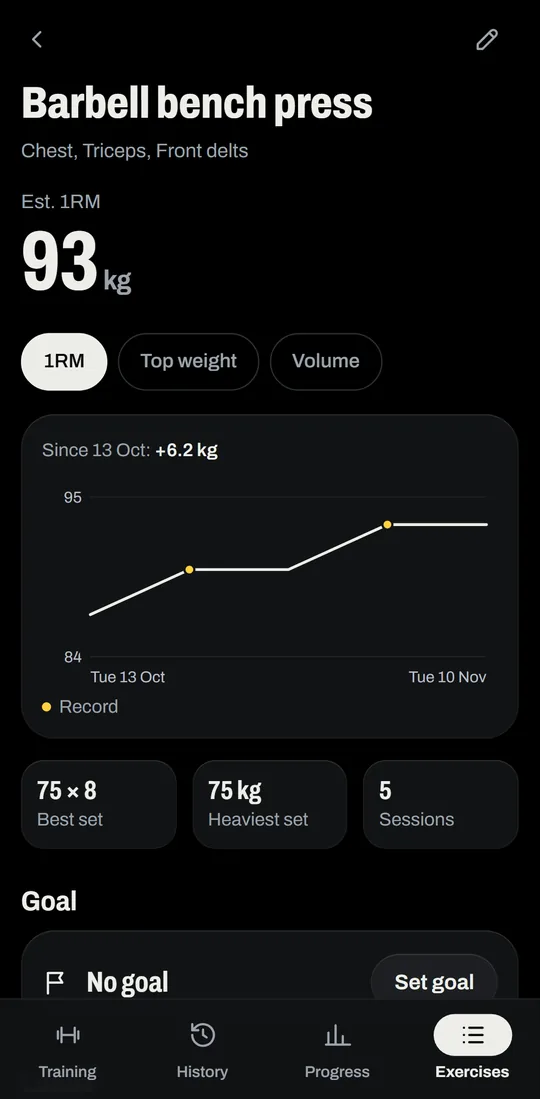 Barbell bench press
Chest, Triceps, Front delts
Est. 1RM
93 kg
1RM
Top weight
Volume
Since 13 Oct: +6.2 kg
95
84
Tue 13 Oct
Tue 10 Nov
Record
75 × 8
Best set
75 kg
Heaviest set
5
Sessions
Goal
No goal
Set goal
Training
History
Progress
Exercises